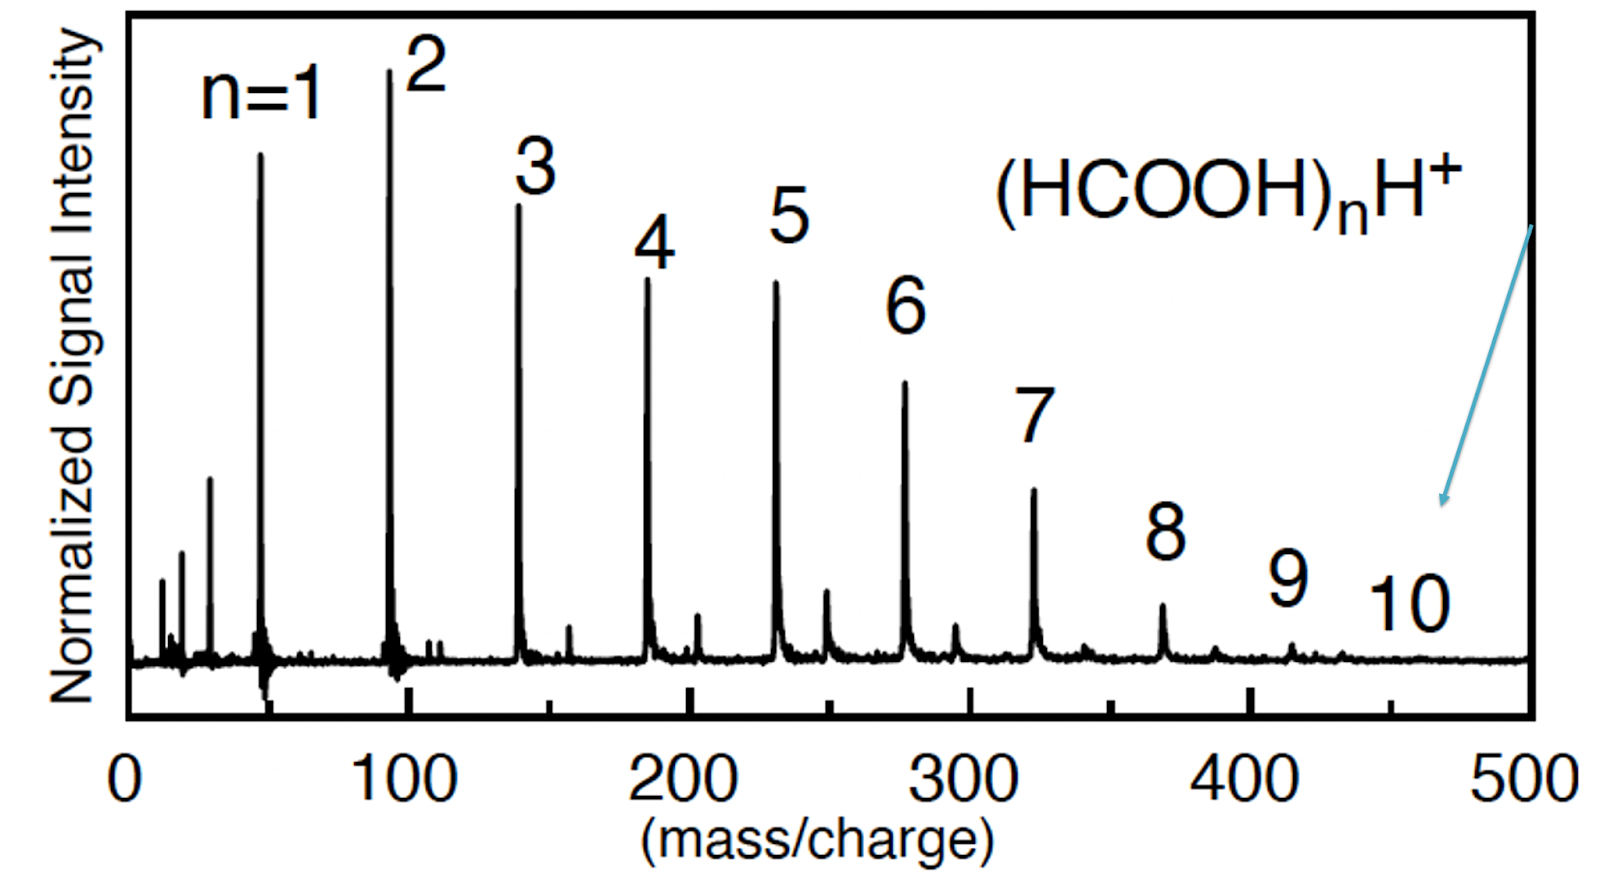 Normalized Signal Intensity
n=1
2
3
4
5
6
7
8
9
10
(HCOOH)nH+
0 100 200 300 400 500
(mass/charge)